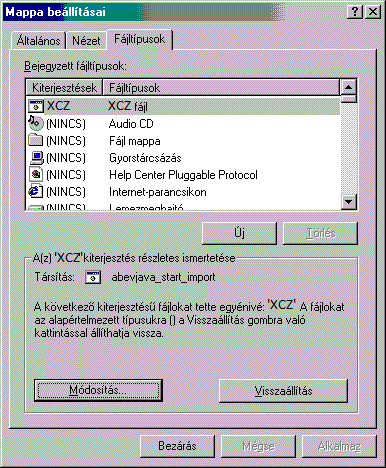 Mappa beállításai
Általános Nézet Fájltípusok
Bejegyzett fájltípusok:
Kiterjesztések Fájltípusok
XCZ XCZ fájl
(NINCS) Audio CD
(NINCS) Fájl mappa
(NINCS) Gyorstárcsázás
(NINCS) Help Center Pluggable Protocol
(NINCS) Internet-parancsikon
(NINCS) Lemezmeghajtó
Új Törlés
A(z) 'XCZ' kiterjesztés részletes ismertetése
Társítás: abevjava_start_import
A következő kiterjesztésű fájlokat tette egyénivé: 'XCZ' A fájlokat
az alapértelmezett típusukra () a Visszaállítás gombra való
kattintással állíthatja vissza.
Módosítás... Visszaállítás
Bezárás Mégse Alkalmaz